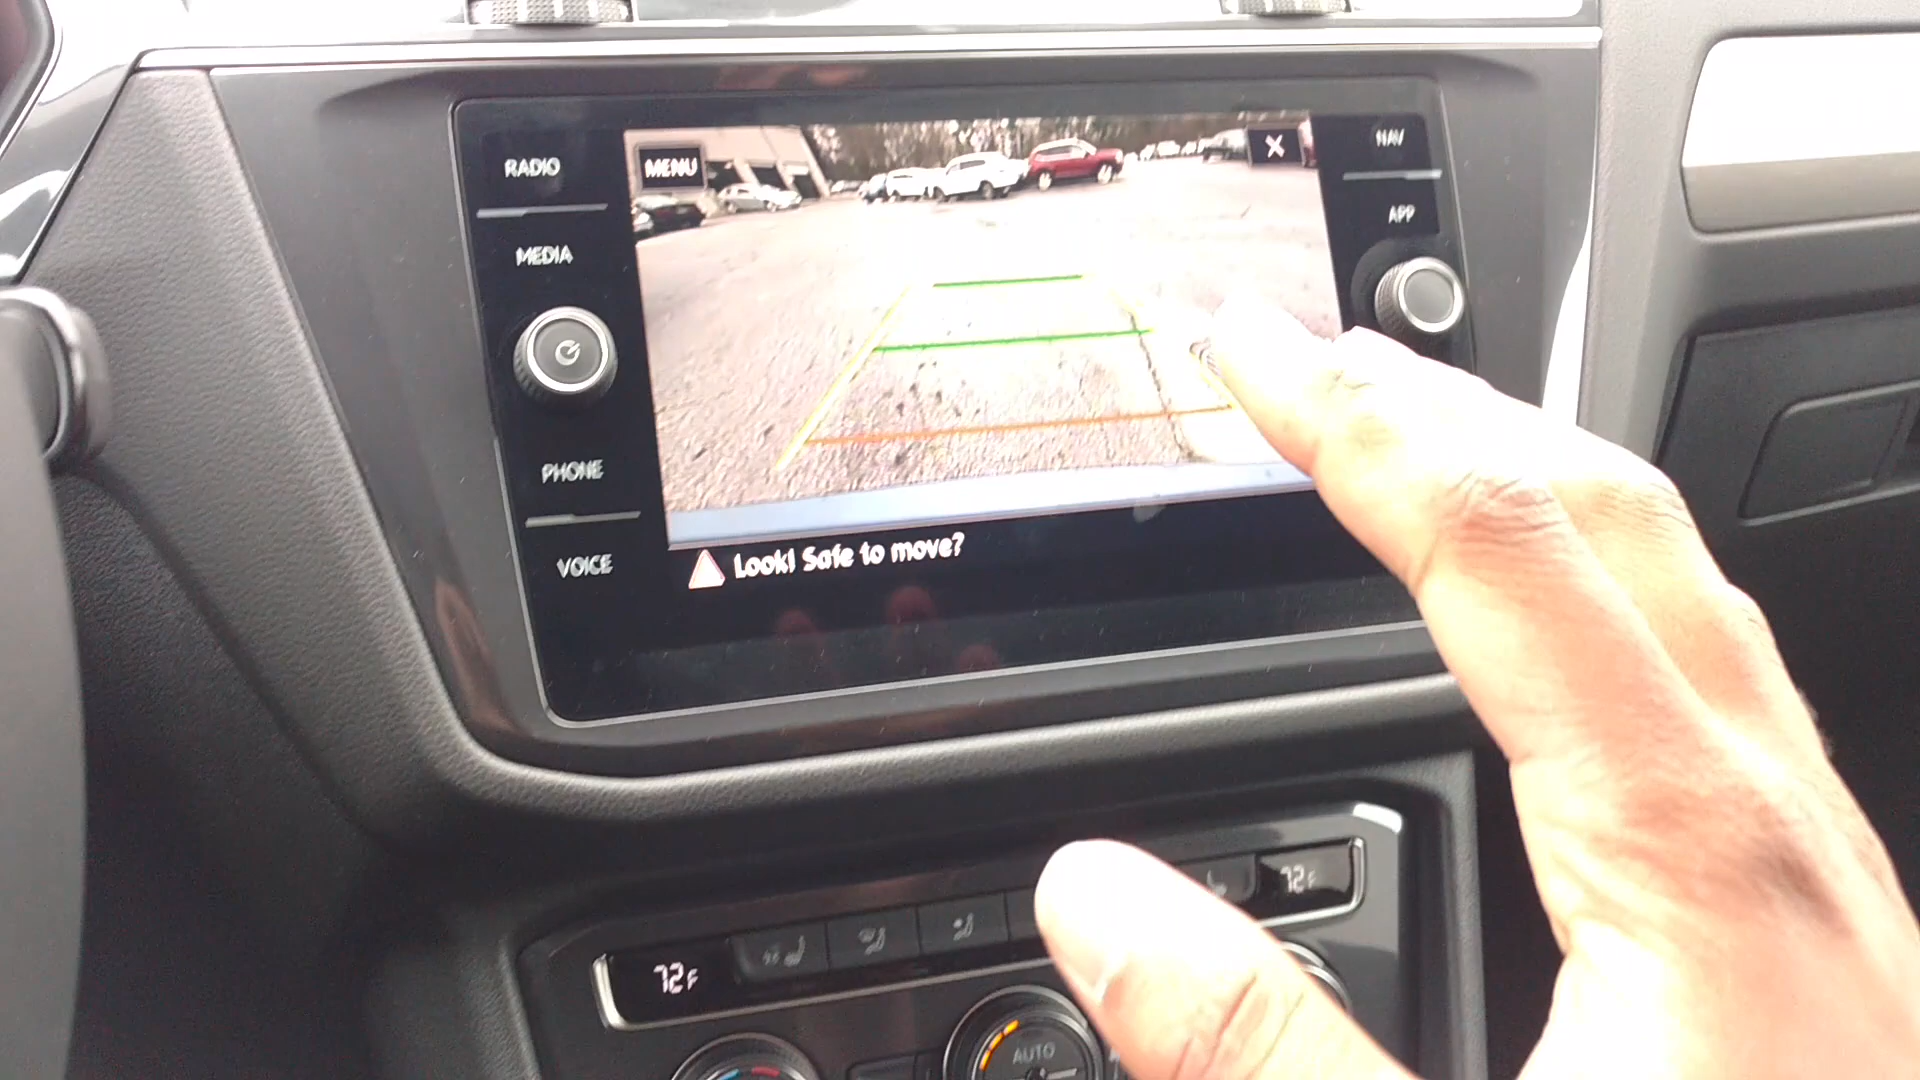 RADIO
MENU
NAV
APP
MEDIA
PHONE
VOICE
Look! Safe to move?
72F
72F
AUTO